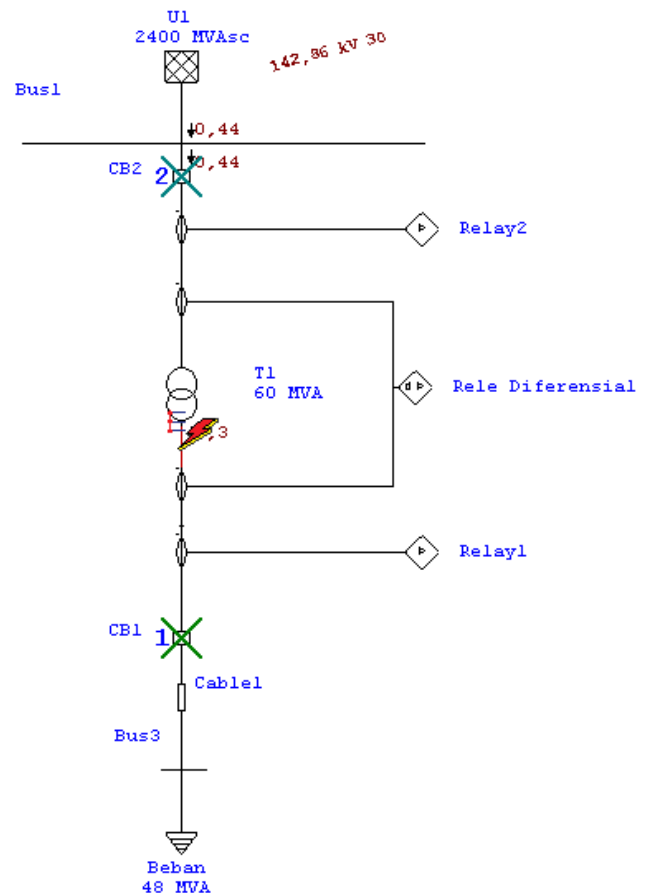 U1
2400 MVAsc
142,86 kV 30
Bus1
0,44
0,44
CB2
2
Relay2
T1
60 MVA
Rele Diferensial
,3
Relay1
CB1
1
Cable1
Bus3
Beban
48 MVA